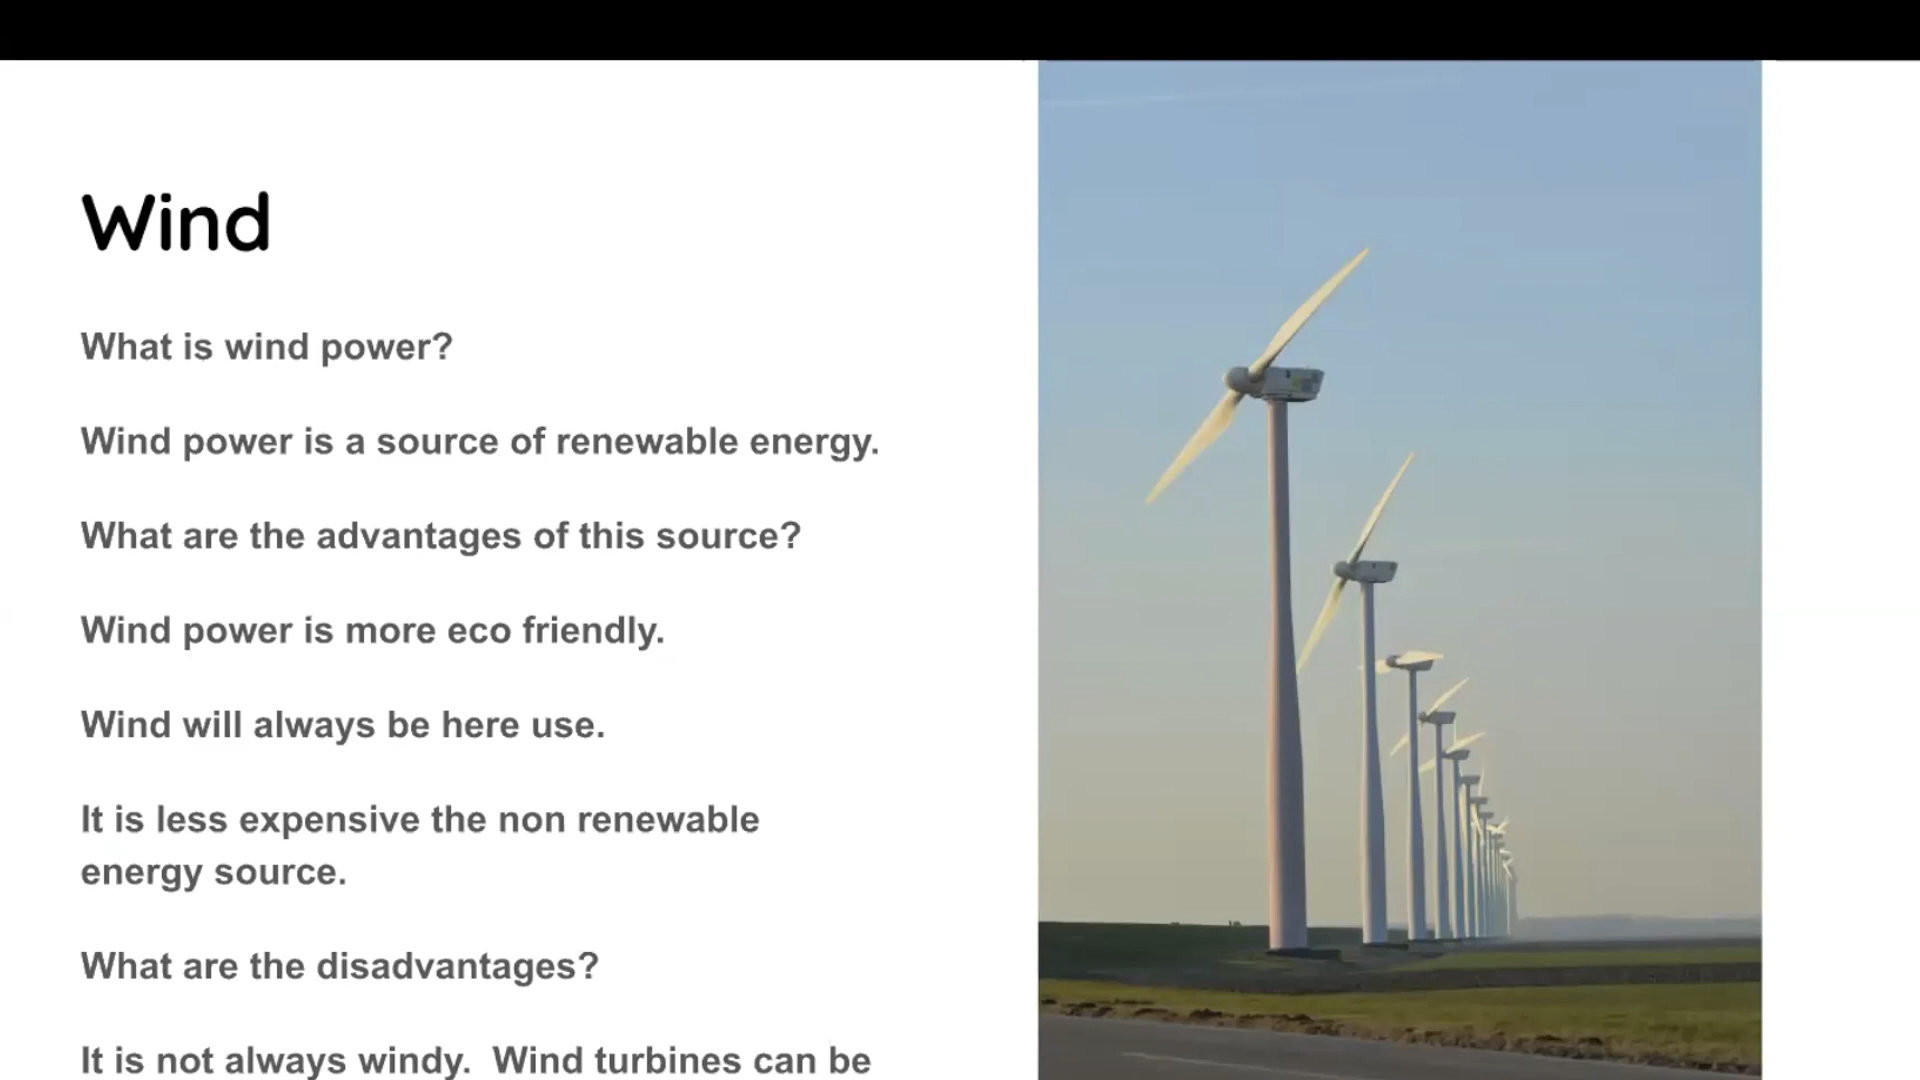 Wind
What is wind power?
Wind power is a source of renewable energy.
What are the advantages of this source?
Wind power is more eco friendly.
Wind will always be here use.
It is less expensive the non renewable
energy source.
What are the disadvantages?
It is not always windy.  Wind turbines can be